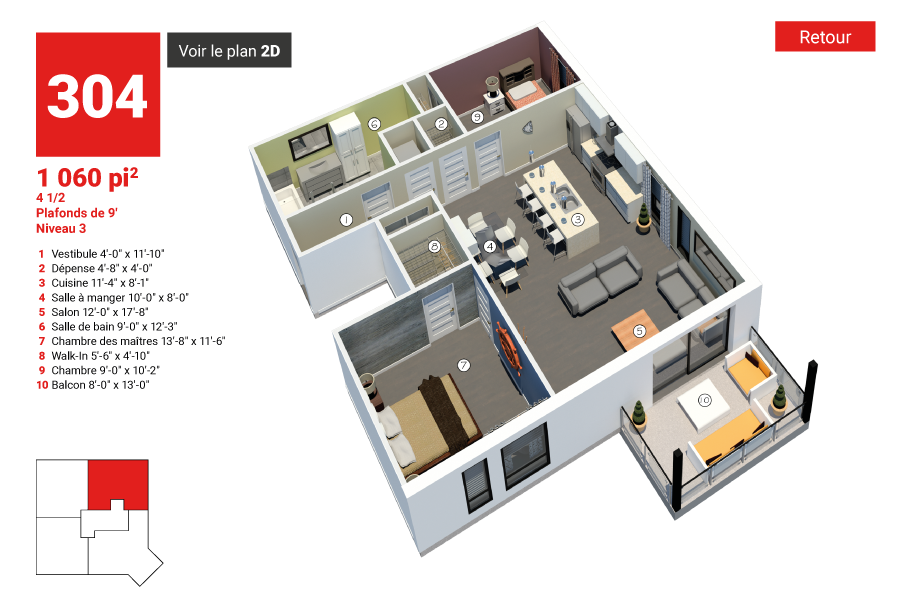 304
Voir le plan 2D
Retour
1 060 pi²
4 1/2
Plafonds de 9'
Niveau 3
1 Vestibule 4'-0" x 11'-10"
2 Dépense 4'-8" x 4'-0"
3 Cuisine 11'-4" x 8'-1"
4 Salle à manger 10'-0" x 8'-0"
5 Salon 12'-0" x 17'-8"
6 Salle de bain 9'-0" x 12'-3"
7 Chambre des maîtres 13'-8" x 11'-6"
8 Walk-In 5'-6" x 4'-10"
9 Chambre 9'-0" x 10'-2"
10 Balcon 8'-0" x 13'-0"
6
2
9
1
8
4
3
5
7
10